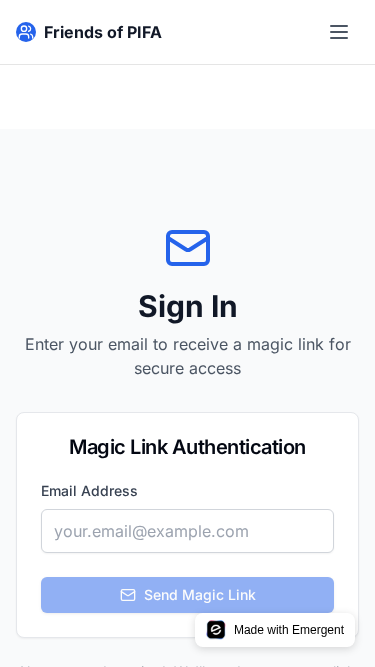 Friends of PIFA
Sign In
Enter your email to receive a magic link for
secure access
Magic Link Authentication
Email Address
your.email@example.com
Send Magic Link
Made with Emergent